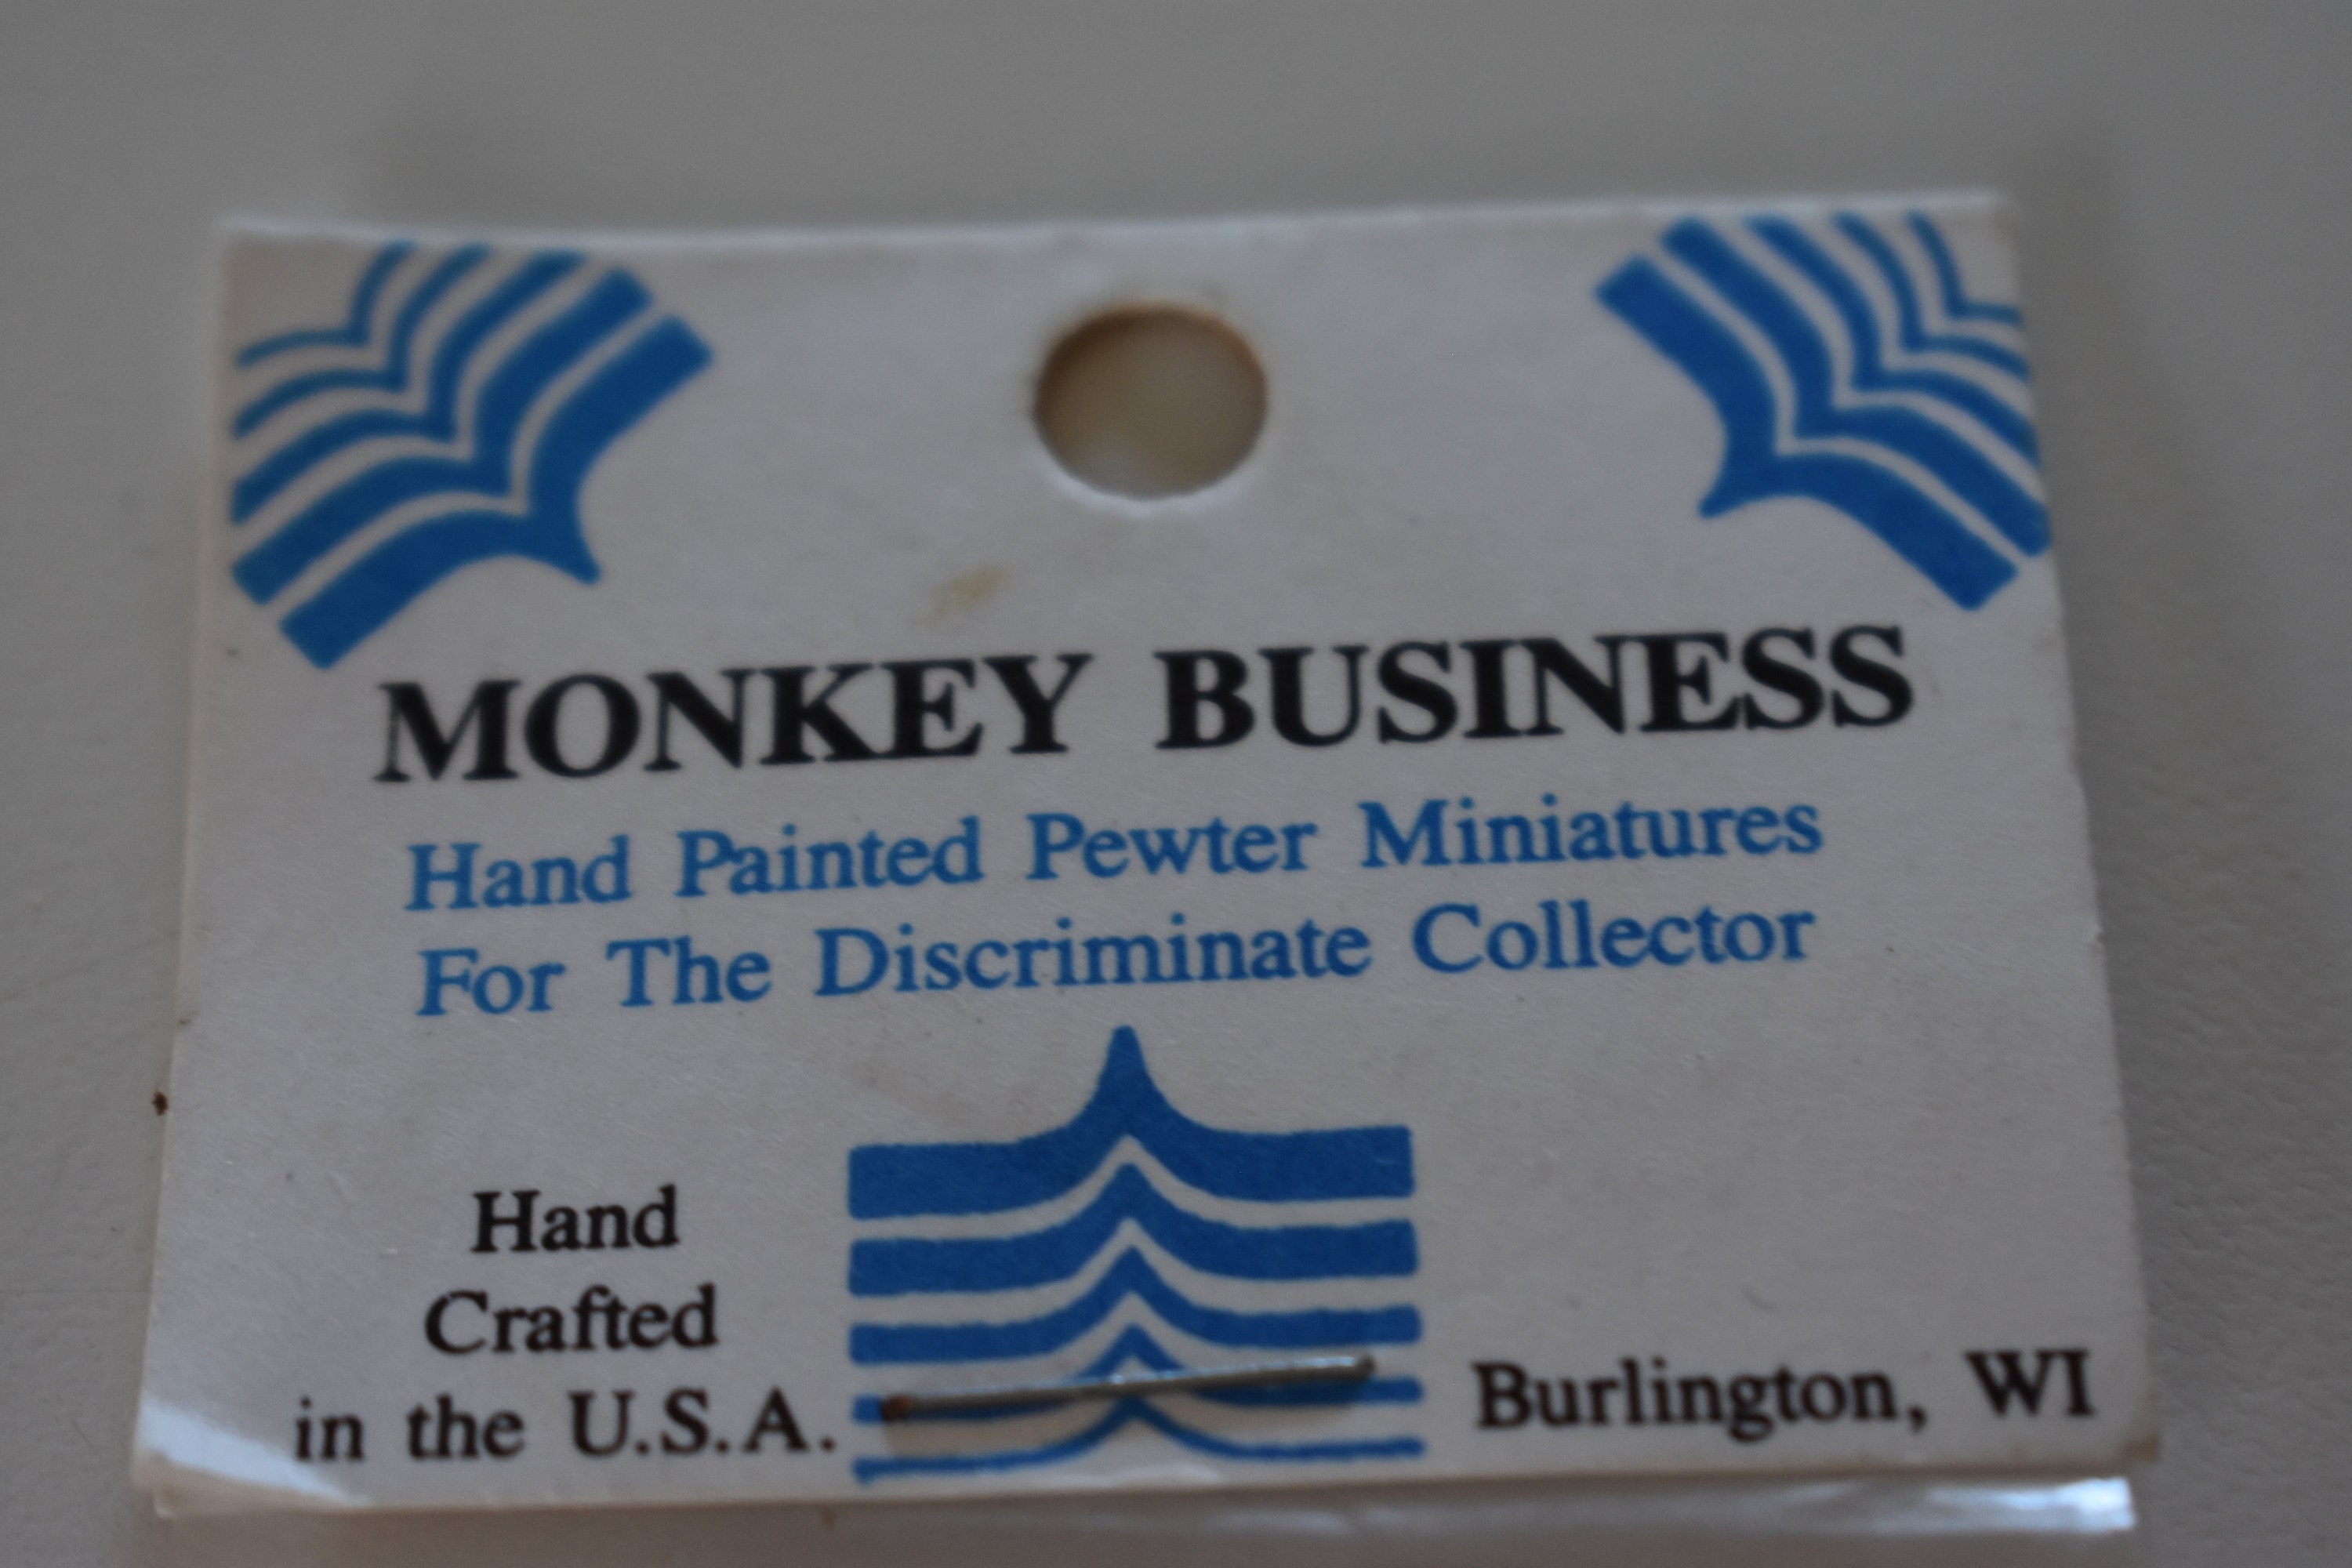 MONKEY BUSINESS
Hand Painted Pewter Miniatures
For The Discriminate Collector
Hand
Crafted
in the U.S.A.
Burlington, WI